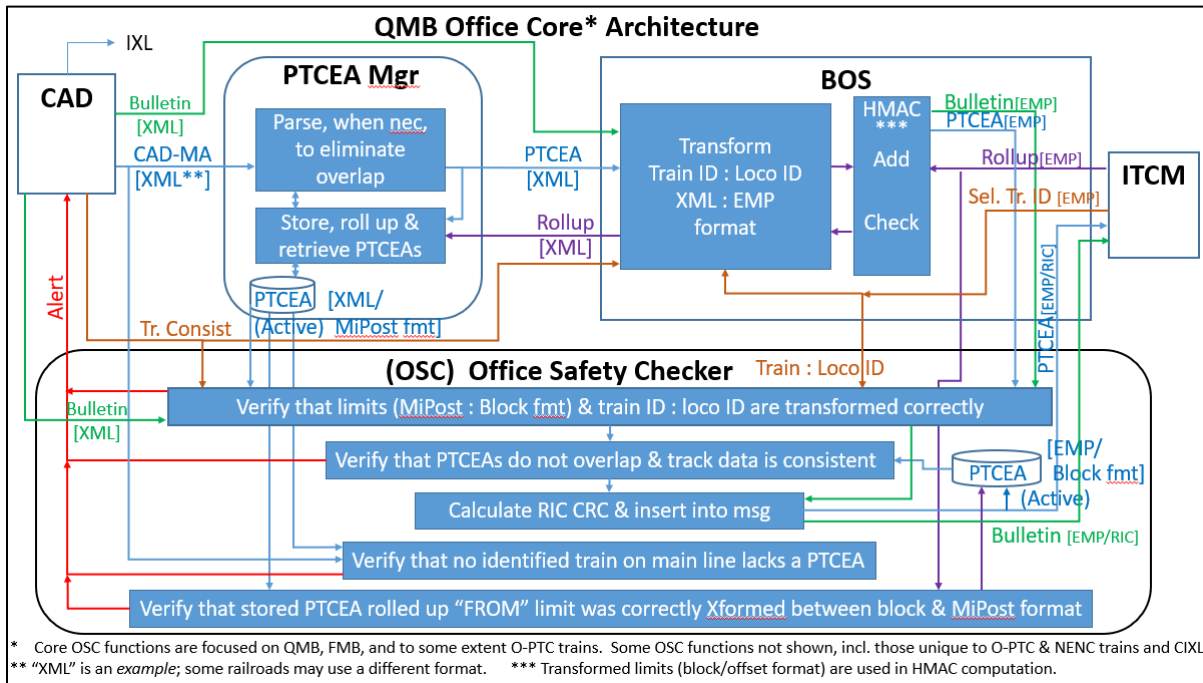 QMB Office Core* Architecture
IXL
CAD
PTCEA Mgr
BOS
ITCM
Bulletin
[XML]
CAD-MA
[XML**]
Parse, when nec,
to eliminate
overlap
Store, roll up &
retrieve PTCEAs
PTCEA
(Active)
[XML/
MiPost fmt]
PTCEA
[XML]
Rollup
[XML]
Transform
Train ID : Loco ID
XML : EMP
format
HMAC
***
Add
Check
Bulletin[EMP]
PTCEA[EMP]
Rollup[EMP]
Sel. Tr. ID [EMP]
PTCEA[EMP/RIC]
Alert
Tr. Consist
Train : Loco ID
(OSC) Office Safety Checker
Bulletin
[XML]
Verify that limits (MiPost : Block fmt) & train ID : loco ID are transformed correctly
Verify that PTCEAs do not overlap & track data is consistent
PTCEA
(Active)
[EMP/
Block fmt]
Calculate RIC CRC & insert into msg
Bulletin [EMP/RIC]
Verify that no identified train on main line lacks a PTCEA
Verify that stored PTCEA rolled up “FROM” limit was correctly Xformed between block & MiPost format
* Core OSC functions are focused on QMB, FMB, and to some extent O-PTC trains. Some OSC functions not shown, incl. those unique to O-PTC & NENC trains and CIXL
** “XML” is an example; some railroads may use a different format. *** Transformed limits (block/offset format) are used in HMAC computation.